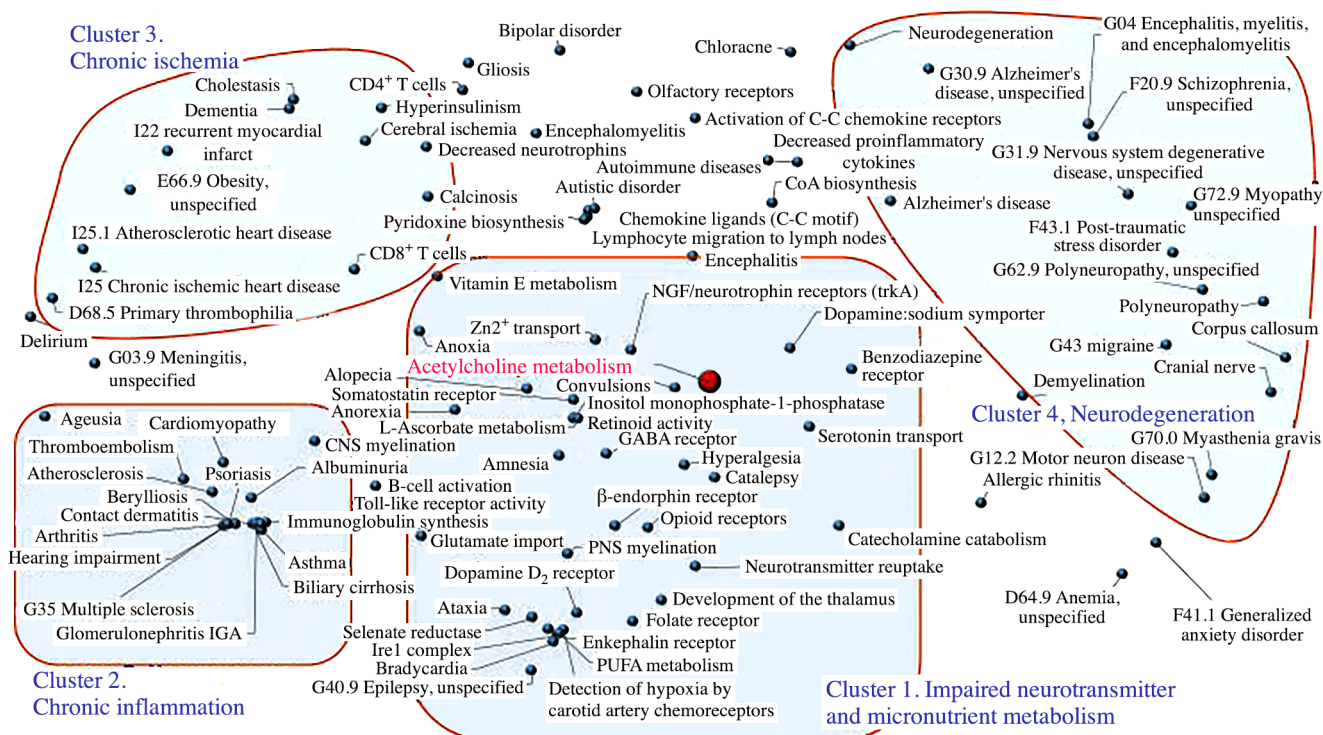 Cluster 3.
Chronic ischemia
Cholestasis
Dementia
I22 recurrent myocardial
infarct
E66.9 Obesity,
unspecified
I25.1 Atherosclerotic heart disease
I25 Chronic ischemic heart disease
D68.5 Primary thrombophilia
Delirium
G03.9 Meningitis,
unspecified
CD4⁺ T cells
Hyperinsulinism
Cerebral ischemia
Decreased neurotrophins
Calcinosis
CD8⁺ T cells
Bipolar disorder
Gliosis
Chloracne
Olfactory receptors
Activation of C-C chemokine receptors
Encephalomyelitis
Decreased proinflammatory
cytokines
Autoimmune diseases
CoA biosynthesis
Autistic disorder
Pyridoxine biosynthesis
Chemokine ligands (C-C motif)
Lymphocyte migration to lymph nodes
Encephalitis
Alzheimer's disease
Neurodegeneration
G04 Encephalitis, myelitis,
and encephalomyelitis
G30.9 Alzheimer's
disease, unspecified
F20.9 Schizophrenia,
unspecified
G31.9 Nervous system degenerative
disease, unspecified
G72.9 Myopathy
unspecified
F43.1 Post-traumatic
stress disorder
G62.9 Polyneuropathy, unspecified
Polyneuropathy
Corpus callosum
G43 migraine
Cranial nerve
Demyelination
Cluster 4, Neurodegeneration
G70.0 Myasthenia gravis
G12.2 Motor neuron disease
Allergic rhinitis
D64.9 Anemia,
unspecified
F41.1 Generalized
anxiety disorder
Vitamin E metabolism
NGF/neurotrophin receptors (trkA)
Zn2⁺ transport
Dopamine:sodium symporter
Anoxia
Acetylcholine metabolism
Benzodiazepine
receptor
Alopecia
Convulsions
Somatostatin receptor
Inositol monophosphate-1-phosphatase
Anorexia
L-Ascorbate metabolism
Retinoid activity
GABA receptor
Serotonin transport
Amnesia
Hyperalgesia
Catalepsy
B-cell activation
Toll-like receptor activity
β-endorphin receptor
Opioid receptors
Glutamate import
PNS myelination
Catecholamine catabolism
Neurotransmitter reuptake
Dopamine D₂ receptor
Development of the thalamus
Ataxia
Folate receptor
Selenate reductase
Enkephalin receptor
Ire1 complex
PUFA metabolism
Bradycardia
G40.9 Epilepsy, unspecified
Detection of hypoxia by
carotid artery chemoreceptors
Cluster 1. Impaired neurotransmitter
and micronutrient metabolism
Ageusia
Cardiomyopathy
CNS myelination
Thromboembolism
Atherosclerosis
Psoriasis
Albuminuria
Berylliosis
Contact dermatitis
Immunoglobulin synthesis
Arthritis
Hearing impairment
Asthma
Biliary cirrhosis
G35 Multiple sclerosis
Glomerulonephritis IGA
Cluster 2.
Chronic inflammation